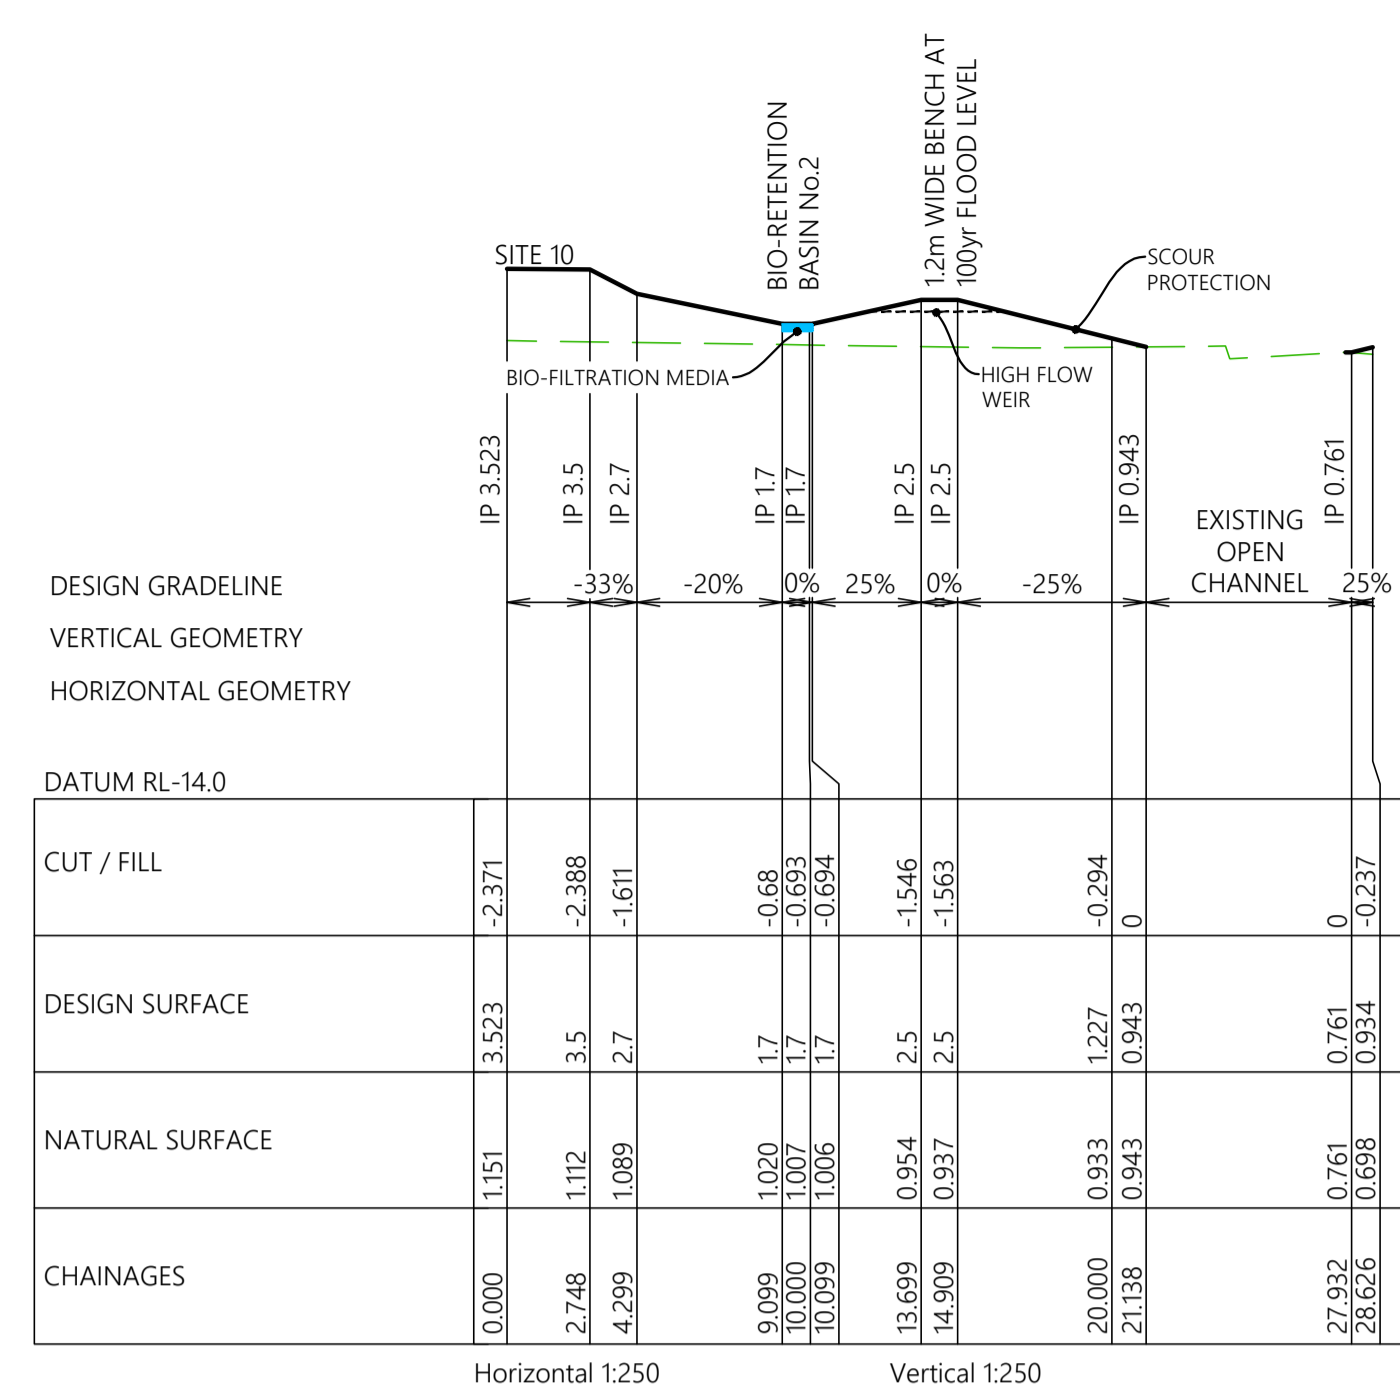 1.2m WIDE BENCH AT
100yr FLOOD LEVEL
BIO-RETENTION
BASIN No.2
SITE 10
SCOUR
PROTECTION
BIO-FILTRATION MEDIA
HIGH FLOW
WEIR
IP 3.523
IP 3.5
IP 2.7
IP 1.7
IP 1.7
IP 2.5
IP 2.5
IP 0.943
IP 0.761
EXISTING
OPEN
CHANNEL
DESIGN GRADELINE -33% -20% 0% 25% 0% -25% 25%
VERTICAL GEOMETRY
HORIZONTAL GEOMETRY
DATUM RL-14.0
CUT / FILL -2.371 -2.388 -1.611 -0.68 -0.693 -0.694 -1.546 -1.563 -0.294 0 0 -0.237
DESIGN SURFACE 3.523 3.5 2.7 1.7 1.7 1.7 2.5 2.5 1.227 0.943 0.761 0.934
NATURAL SURFACE 1.151 1.112 1.089 1.020 1.007 1.006 0.954 0.937 0.933 0.943 0.761 0.698
CHAINAGES 0.000 2.748 4.299 9.099 10.000 10.099 13.699 14.909 20.000 21.138 27.932 28.626
Horizontal 1:250 Vertical 1:250